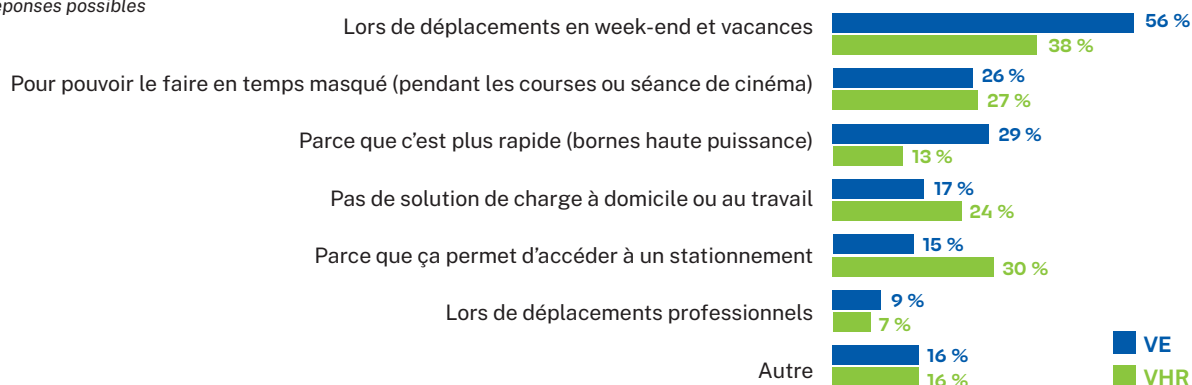 réponses possibles
Lors de déplacements en week-end et vacances
56 %
38 %
Pour pouvoir le faire en temps masqué (pendant les courses ou séance de cinéma)
26 %
27 %
Parce que c’est plus rapide (bornes haute puissance)
29 %
13 %
Pas de solution de charge à domicile ou au travail
17 %
24 %
Parce que ça permet d’accéder à un stationnement
15 %
30 %
Lors de déplacements professionnels
9 %
7 %
Autre
16 %
16 %
VE
VHR